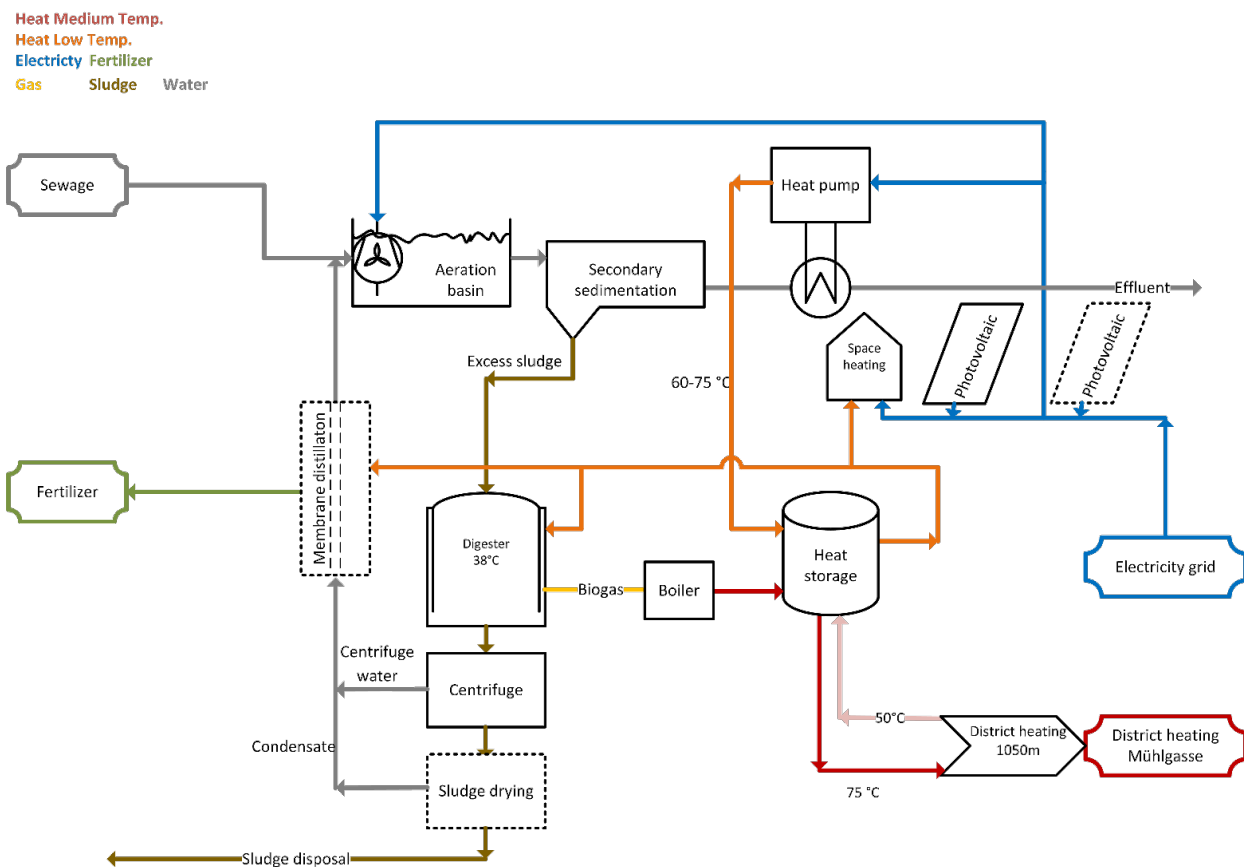 Heat Medium Temp.
Heat Low Temp.
Electricty Fertilizer
Gas Sludge Water
Sewage
Heat pump
Aeration
basin
Secondary
sedimentation
Effluent
Space
heating
Photovoltaic
Photovoltaic
Excess sludge
60-75 °C
Membrane distillaton
Fertilizer
Digester
38°C
Heat
storage
Electricity grid
Biogas
Boiler
Centrifuge
water
Centrifuge
50°C
District heating
1050m
District heating
Mühlgasse
Condensate
Sludge drying
75 °C
Sludge disposal